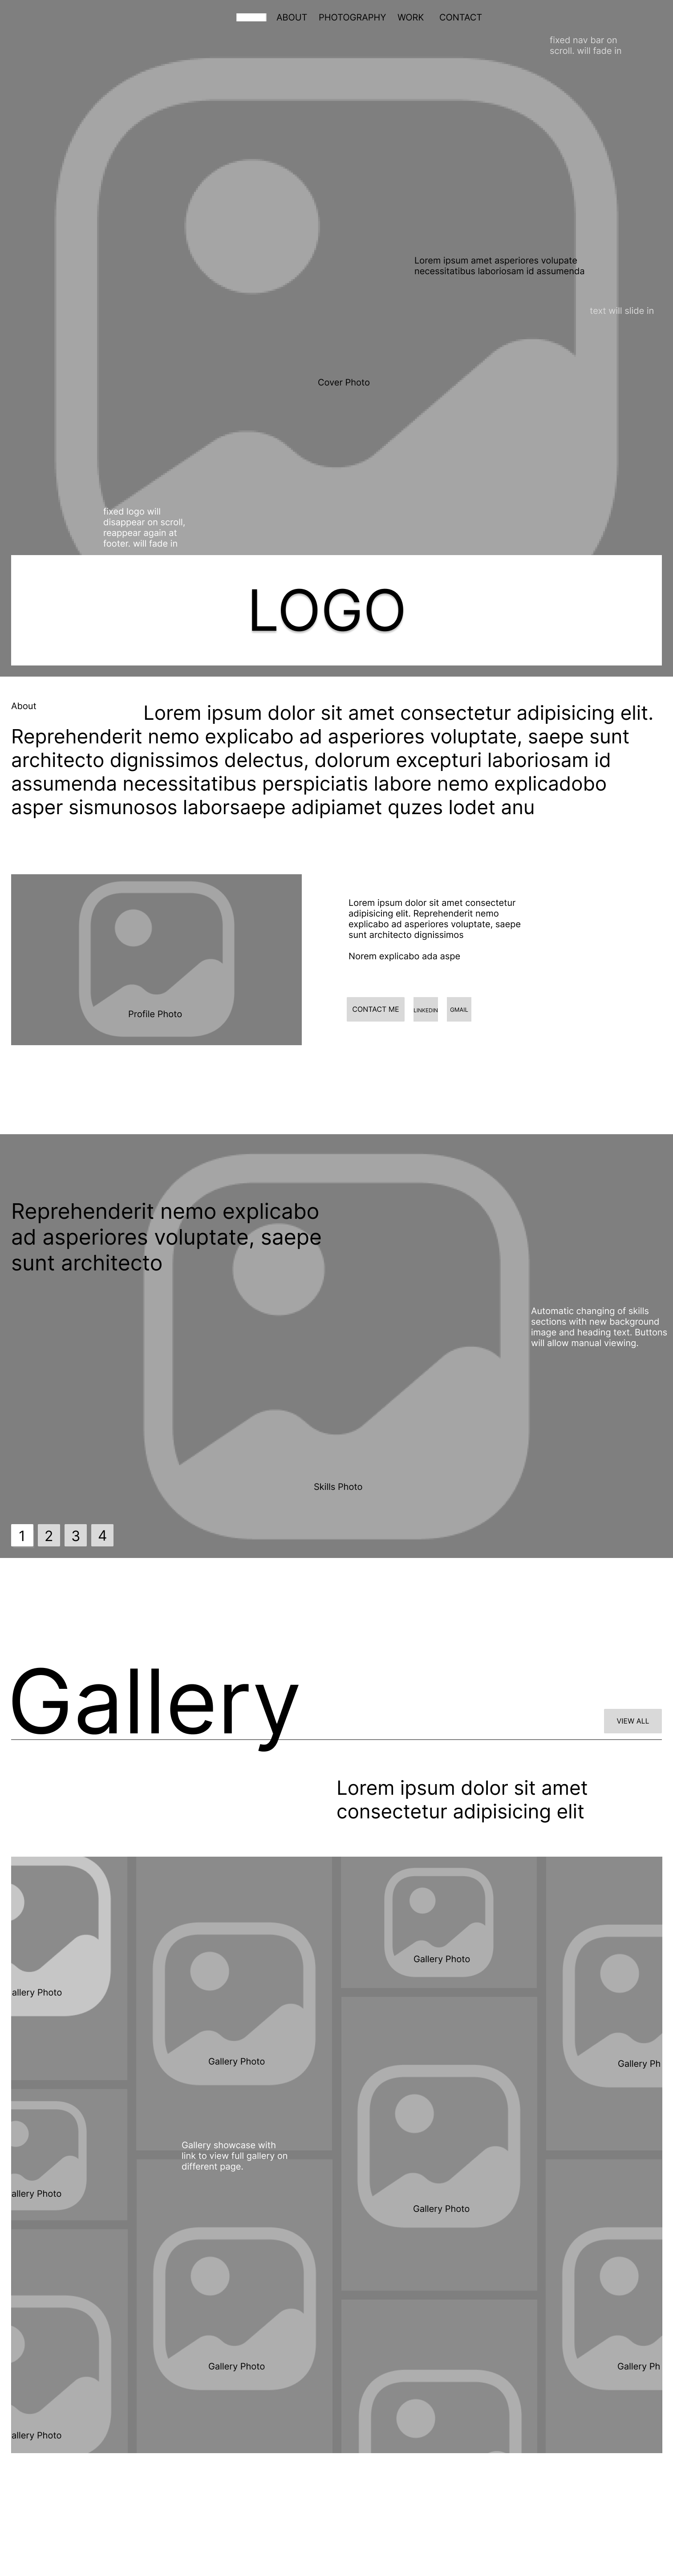 ABOUT PHOTOGRAPHY WORK CONTACT
fixed nav bar on
scroll. will fade in
Lorem ipsum amet asperiores volupate
necessitatibus laboriosam id assumenda
text will slide in
Cover Photo
fixed logo will
disappear on scroll,
reappear again at
footer. will fade in
LOGO
About
Lorem ipsum dolor sit amet consectetur adipisicing elit.
Reprehenderit nemo explicabo ad asperiores voluptate, saepe sunt
architecto dignissimos delectus, dolorum excepturi laboriosam id
assumenda necessitatibus perspiciatis labore nemo explicadobo
asper sismunosos laborsaepe adipiamet quzes lodet anu
Profile Photo
Lorem ipsum dolor sit amet consectetur
adipisicing elit. Reprehenderit nemo
explicabo ad asperiores voluptate, saepe
sunt architecto dignissimos
Norem explicabo ada aspe
CONTACT ME LINKEDIN GMAIL
Reprehenderit nemo explicabo
ad asperiores voluptate, saepe
sunt architecto
Automatic changing of skills
sections with new background
image and heading text. Buttons
will allow manual viewing.
Skills Photo
1 2 3 4
Gallery
VIEW ALL
Lorem ipsum dolor sit amet
consectetur adipisicing elit
Gallery Photo
allery Photo
Gallery Photo
Gallery Ph
Gallery showcase with
link to view full gallery on
different page.
allery Photo
Gallery Photo
Gallery Photo
Gallery Ph
allery Photo